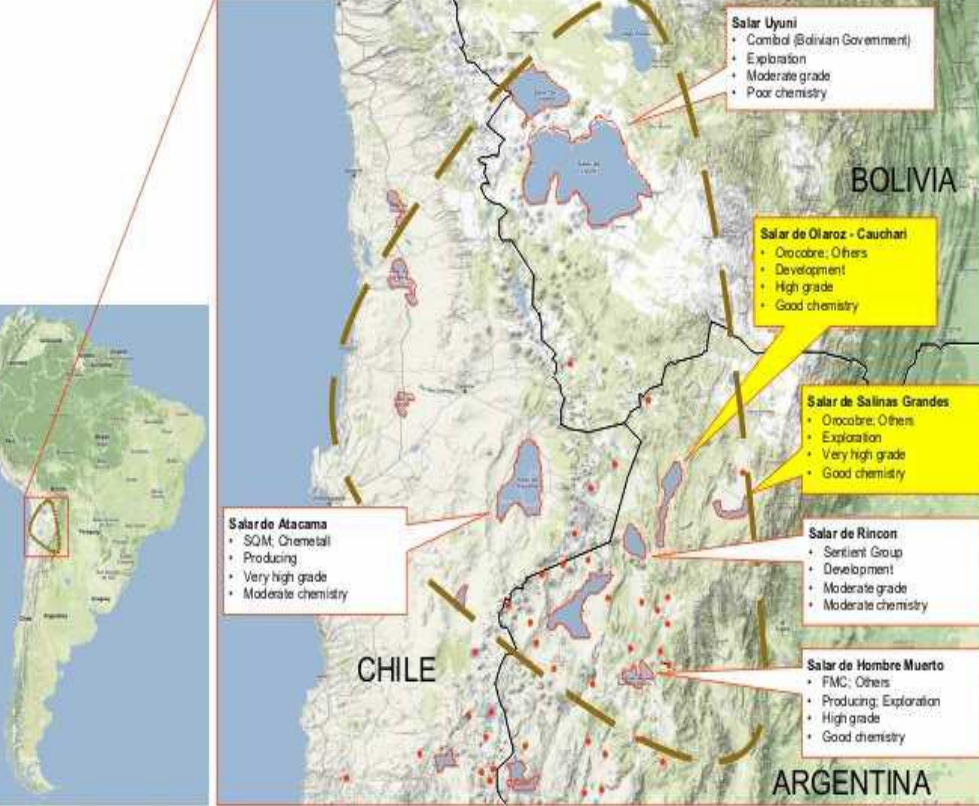 Salar Uyuni
• Comibol (Bolivian Government)
• Exploration
• Moderate grade
• Poor chemistry
BOLIVIA
Salar de Olaroz - Cauchari
• Orocobre; Others
• Development
• High grade
• Good chemistry
Salar de Salinas Grandes
• Orocobre; Others
• Exploration
• Very high grade
• Good chemistry
Salar de Atacama
• SQM; Chemetall
• Producing
• Very high grade
• Moderate chemistry
Salar de Rincon
• Sentient Group
• Development
• Moderate grade
• Moderate chemistry
CHILE
Salar de Hombre Muerto
• FMC; Others
• Producing; Exploration
• High grade
• Good chemistry
ARGENTINA